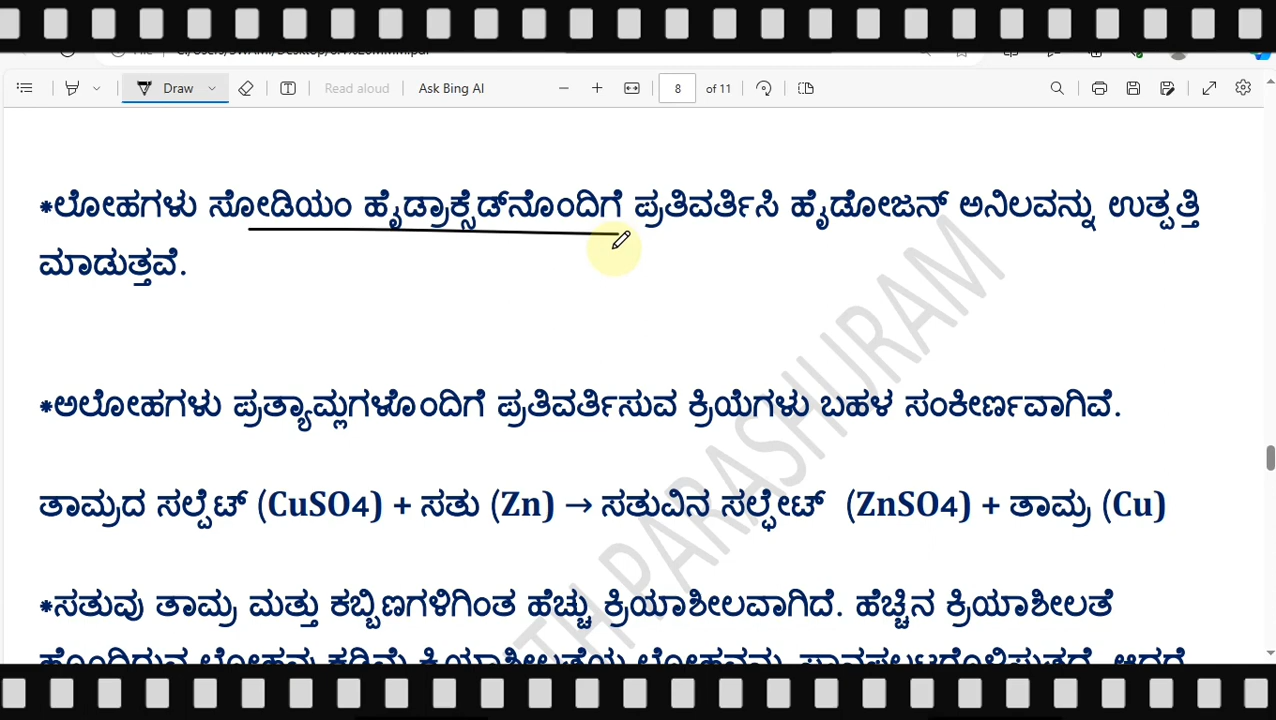 Draw
Read aloud
Ask Bing AI
8
of 11
*ಲೋಹಗಳು ಸೋಡಿಯಂ ಹೈಡ್ರಾಕ್ಸೆಡ್‌ನೊಂದಿಗೆ ಪ್ರತಿವರ್ತಿಸಿ ಹೈಡೋಜನ್ ಅನಿಲವನ್ನು ಉತ್ಪತ್ತಿ
ಮಾಡುತ್ತವೆ.
*ಅಲೋಹಗಳು ಪ್ರತ್ಯಾಮ್ಲಗಳೊಂದಿಗೆ ಪ್ರತಿವರ್ತಿಸುವ ಕ್ರಿಯೆಗಳು ಬಹಳ ಸಂಕೀರ್ಣವಾಗಿವೆ.
ತಾಮ್ರದ ಸಲ್ಪೆಟ್ (CuSO4) + ಸತು (Zn) → ಸತುವಿನ ಸಲ್ಫೇಟ್ (ZnSO4) + ತಾಮ್ರ (Cu)
*ಸತುವು ತಾಮ್ರ ಮತ್ತು ಕಬ್ಬಿಣಗಳಿಗಿಂತ ಹೆಚ್ಚು ಕ್ರಿಯಾಶೀಲವಾಗಿದೆ. ಹೆಚ್ಚಿನ ಕ್ರಿಯಾಶೀಲತೆ
PARASHURAM